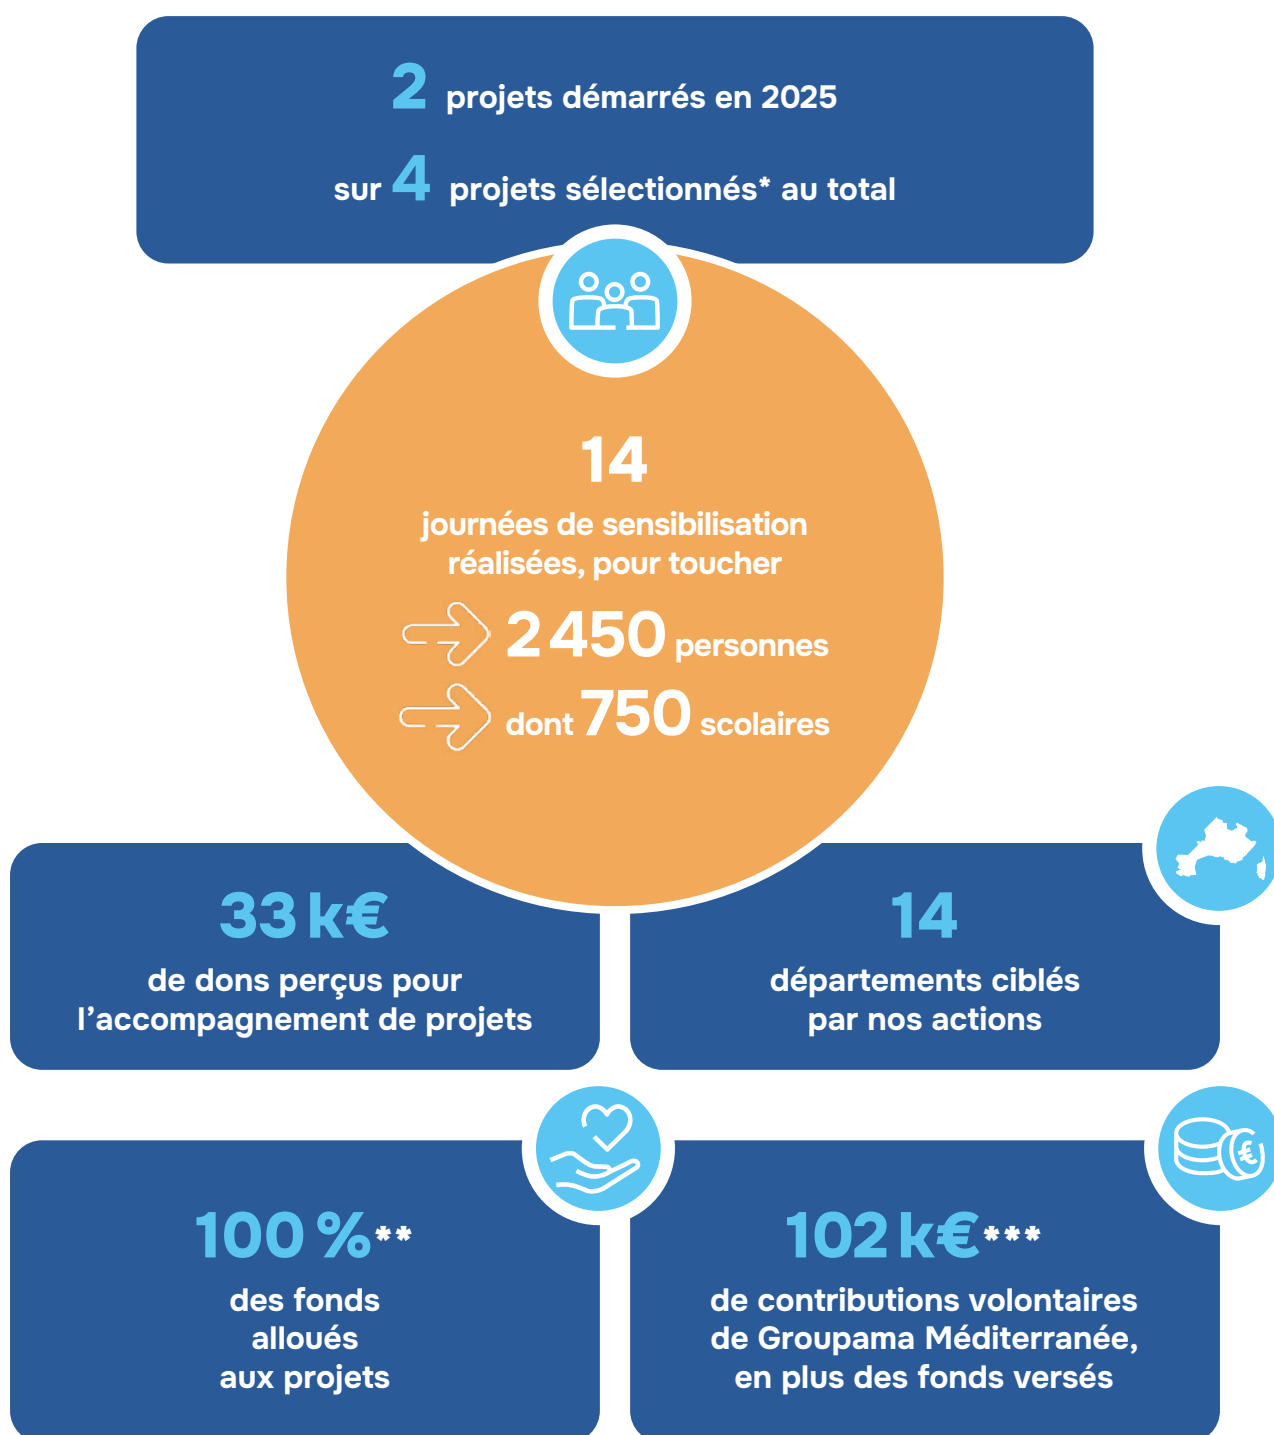 2 projets démarrés en 2025
sur 4 projets sélectionnés* au total
14
journées de sensibilisation
réalisées, pour toucher
2 450 personnes
dont 750 scolaires
33 k€
de dons perçus pour
l’accompagnement de projets
14
départements ciblés
par nos actions
100 %**
des fonds
alloués
aux projets
102 k€***
de contributions volontaires
de Groupama Méditerranée,
en plus des fonds versés